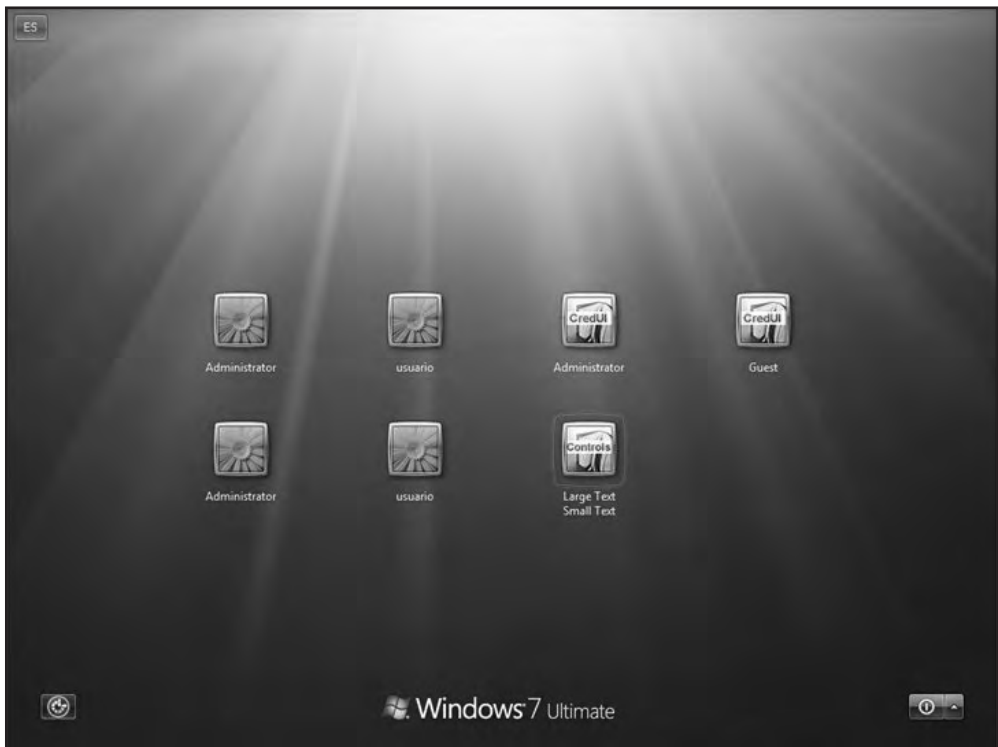 ES
Administrator
usuario
CredUI
Administrator
CredUI
Guest
Administrator
usuario
Controls
Large Text
Small Text
Windows 7 Ultimate